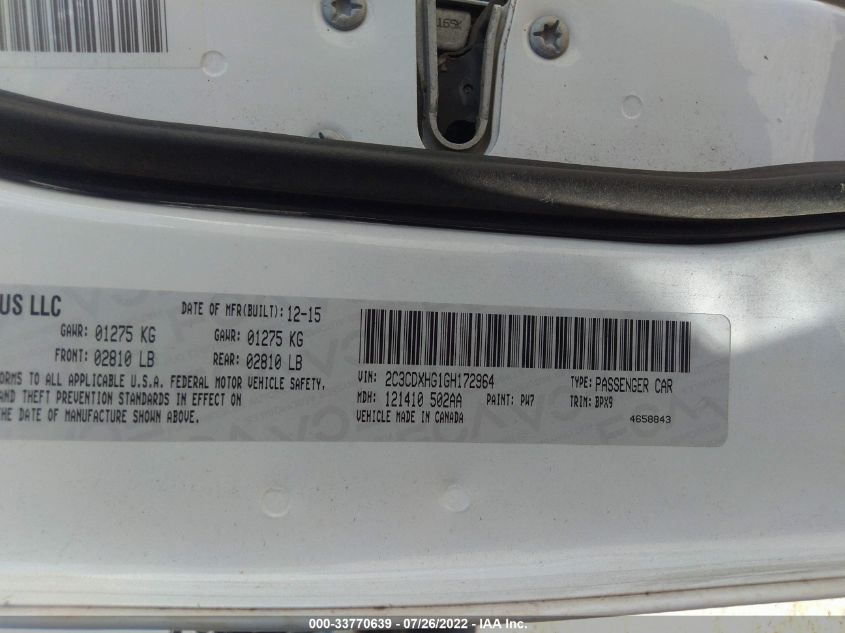 165K
US LLC
DATE OF MFR(BUILT): 12-15
GAWR: 01275 KG GAWR: 01275 KG
FRONT: 02810 LB REAR: 02810 LB
ORMS TO ALL APPLICABLE U.S.A. FEDERAL MOTOR VEHICLE SAFETY,
AND THEFT PREVENTION STANDARDS IN EFFECT ON
THE DATE OF MANUFACTURE SHOWN ABOVE.
VIN: 2C3CDXHG1GH172964 TYPE: PASSENGER CAR
MDH: 121410 502AA PAINT: PW7 TRIM: BPX9
VEHICLE MADE IN CANADA 4658843
000-33770639 - 07/26/2022 - IAA Inc.